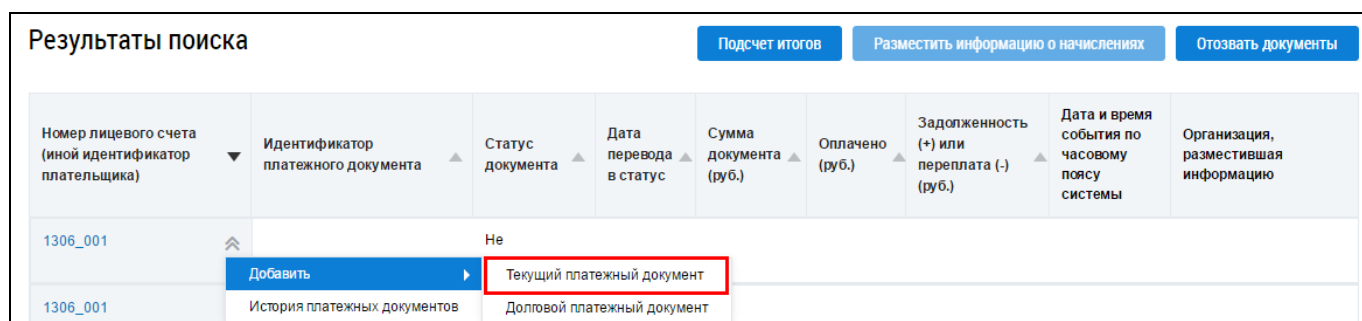 Результаты поиска
Подсчет итогов
Разместить информацию о начислениях
Отозвать документы
Номер лицевого счета
(иной идентификатор
плательщика)
Идентификатор
платежного документа
Статус
документа
Дата
перевода
в статус
Сумма
документа
(руб.)
Оплачено
(руб.)
Задолженность
(+) или
переплата (-)
(руб.)
Дата и время
события по
часовому
поясу
системы
Организация,
разместившая
информацию
1306_001
Не
Добавить
Текущий платежный документ
1306_001
История платежных документов
Долговой платежный документ